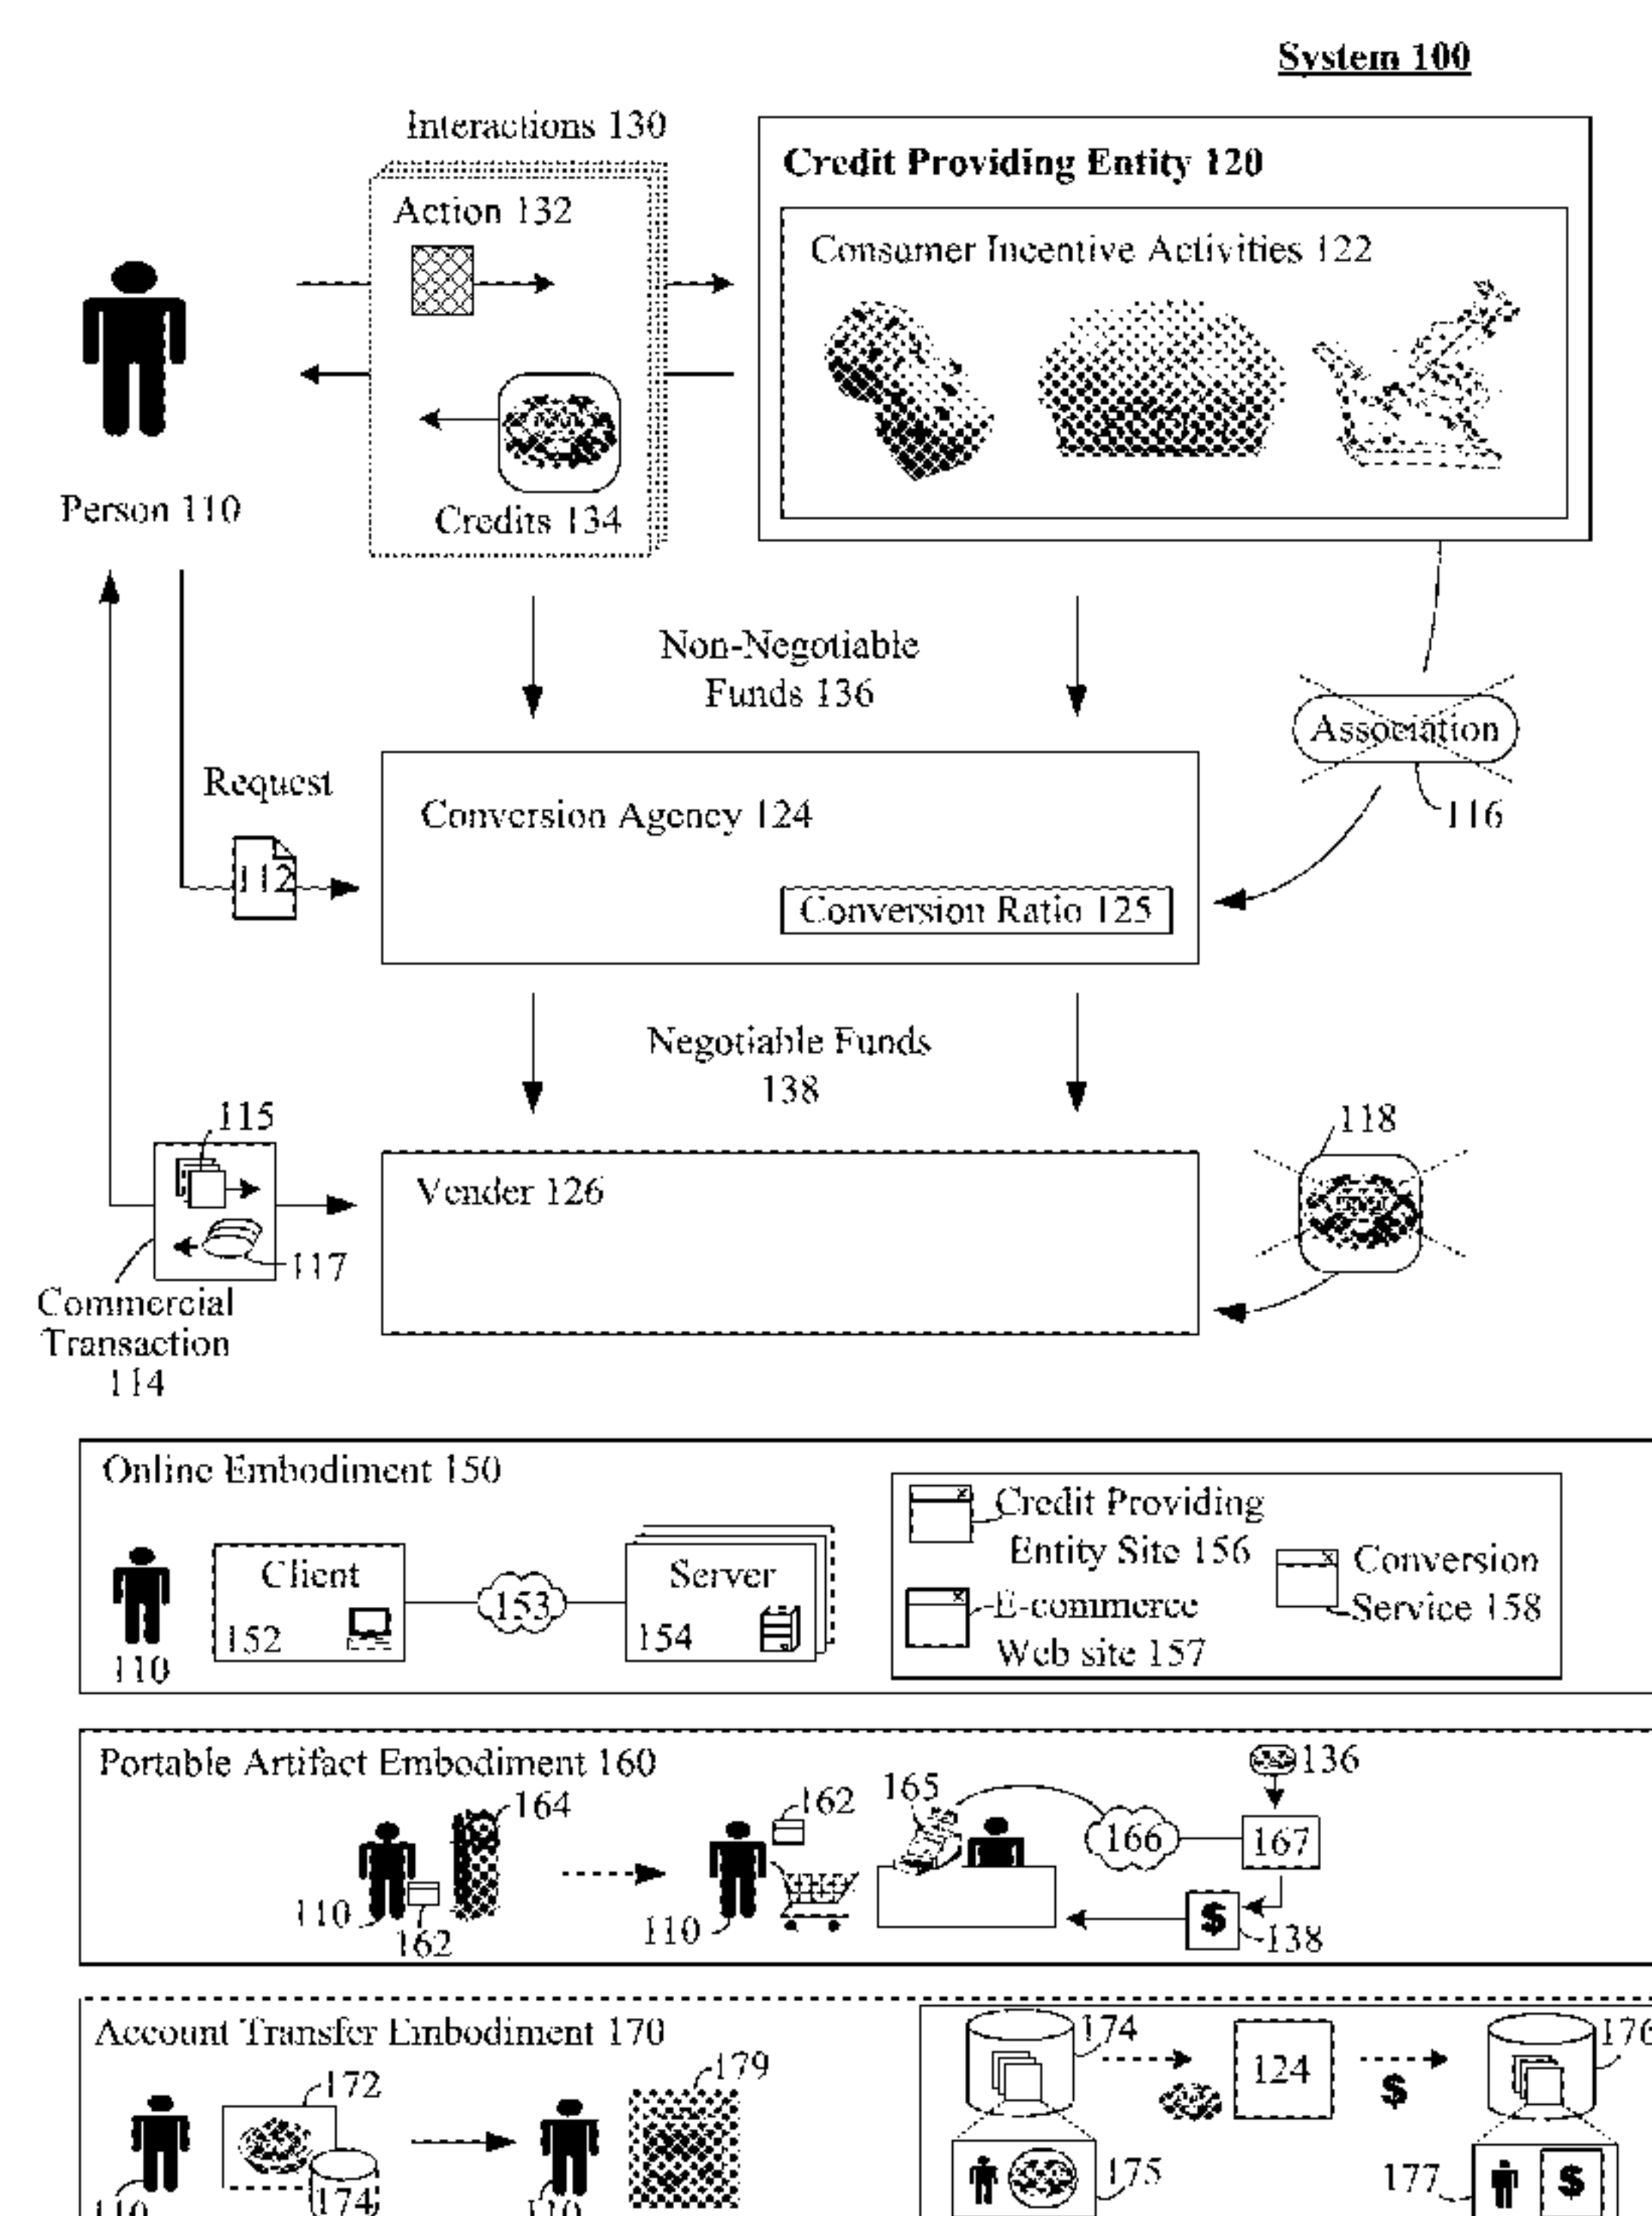 System 100
Interactions 130
Credit Providing Entity 120
Action 132
Consumer Incentive Activities 122
Person 110
Credits 134
Non-Negotiable
Funds 136
Association
116
Request
112
Conversion Agency 124
Conversion Ratio 125
Negotiable Funds
138
115
118
Vender 126
117
Commercial
Transaction
114
Online Embodiment 150
Credit Providing
Entity Site 156
Client
Server
153
Conversion
Service 158
E-commerce
Web site 157
152
154
110
Portable Artifact Embodiment 160
136
164
162
165
166
167
110
162
110
$
138
Account Transfer Embodiment 170
174
124
176
172
179
$
174
110
110
175
177
$